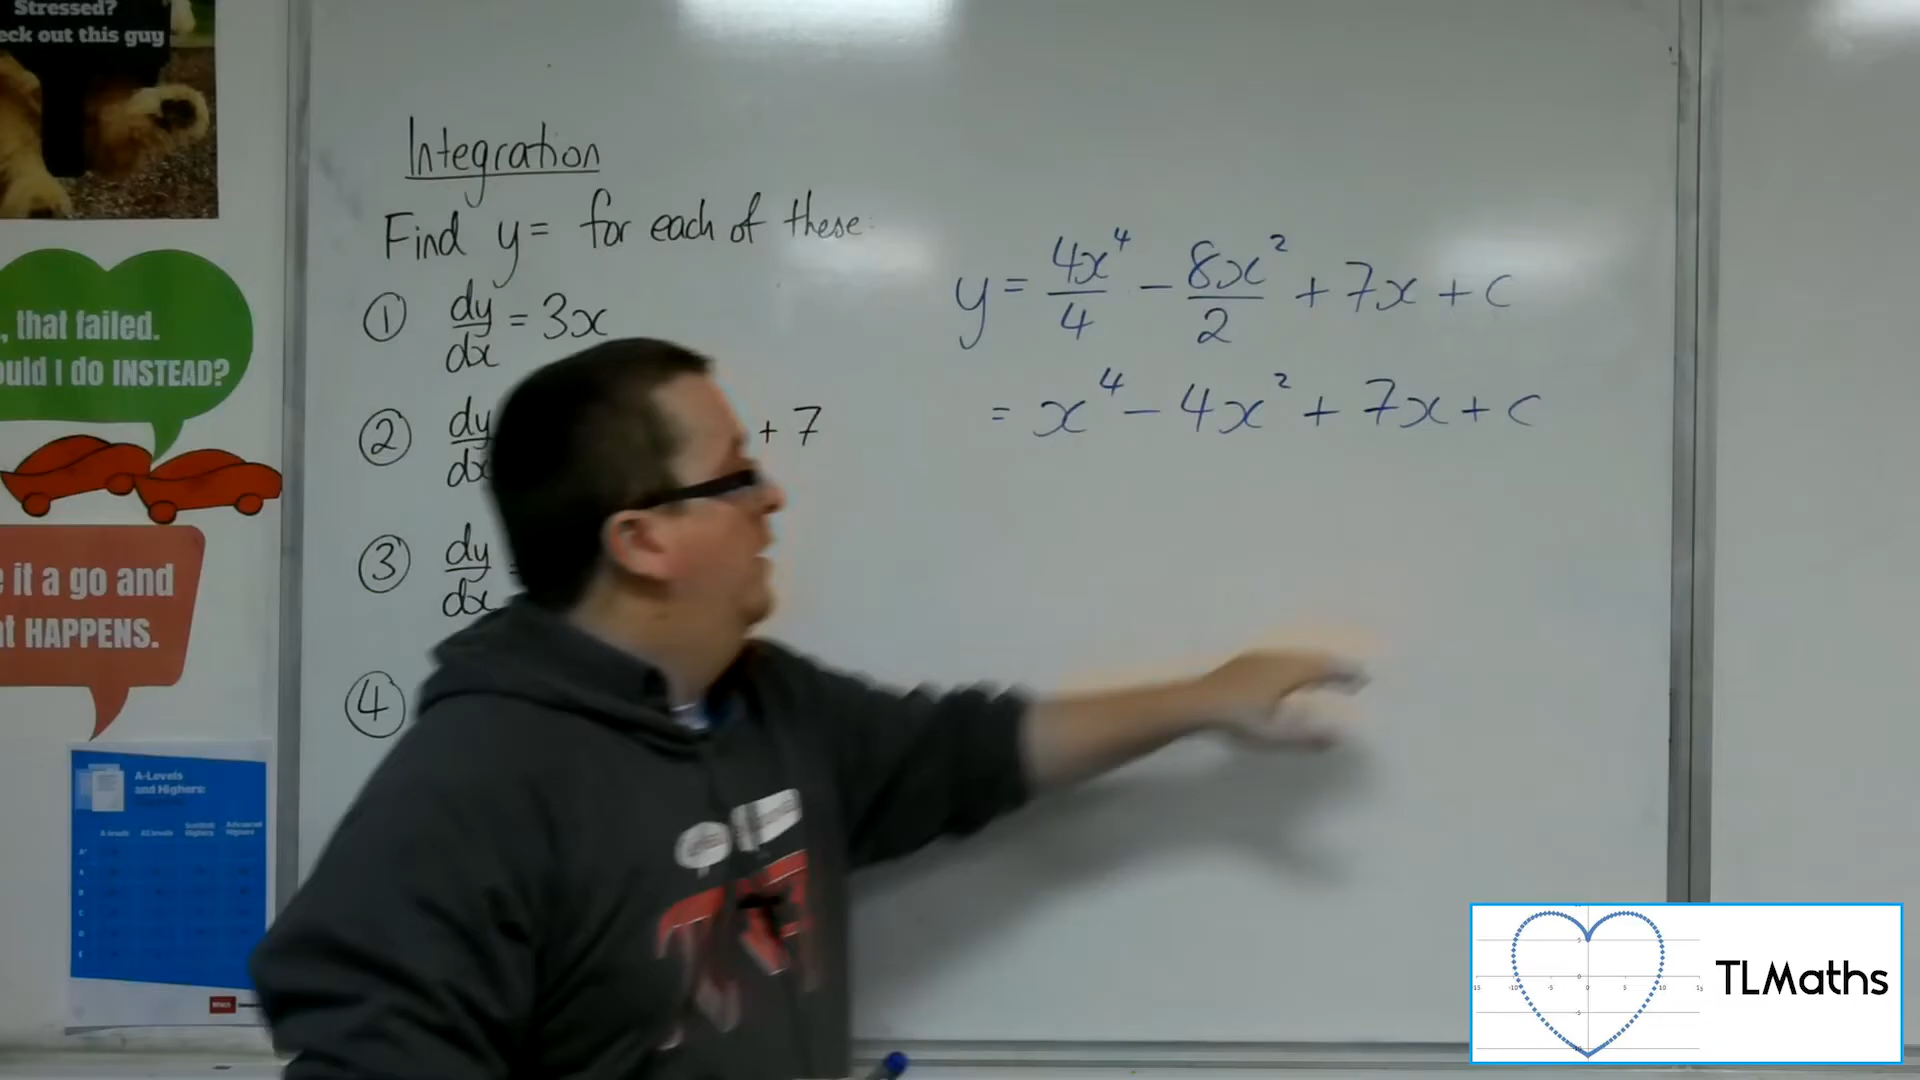 Stressed?
eck out this guy
, that failed.
ould I do INSTEAD?
e it a go and
at HAPPENS.
A-Levels
and Highers:
Integration
Find y= for each of these:
① dy/dx = 3x
② dy/dx + 7
③ dy/dx =
④
y = 4x⁴/4 - 8x²/2 + 7x + c
= x⁴ - 4x² + 7x + c
TLMaths